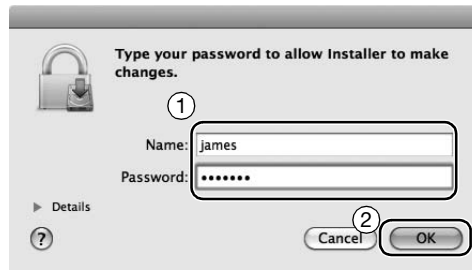 Type your password to allow Installer to make
changes.
1
Name: james
Password: •••••••
Details
2
? Cancel OK